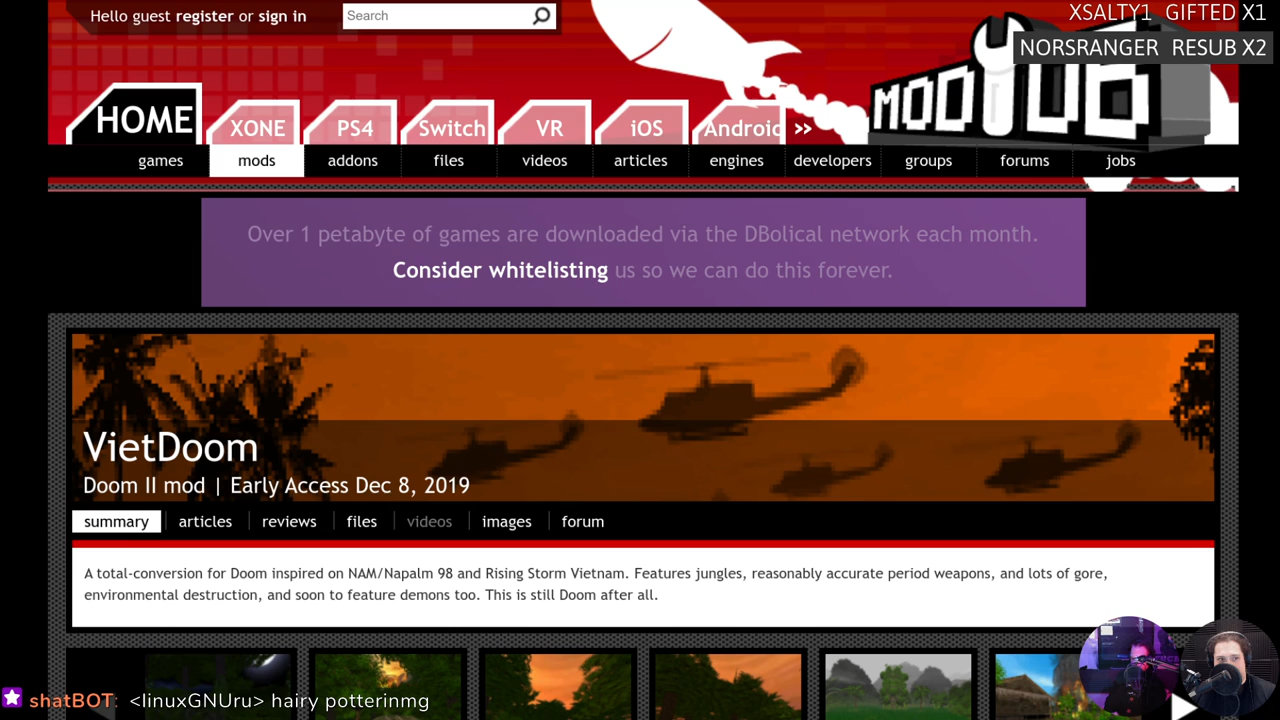 Hello guest register or sign in
Search
XSALTY1 GIFTED X1
NORSRANGER RESUB X2
MOD DB
HOME
XONE
PS4
Switch
VR
iOS
Android
»
games
mods
addons
files
videos
articles
engines
developers
groups
forums
jobs
Over 1 petabyte of games are downloaded via the DBolical network each month.
Consider whitelisting us so we can do this forever.
VietDoom
Doom II mod | Early Access Dec 8, 2019
summary
articles
reviews
files
videos
images
forum
A total-conversion for Doom inspired on NAM/Napalm 98 and Rising Storm Vietnam. Features jungles, reasonably accurate period weapons, and lots of gore,
environmental destruction, and soon to feature demons too. This is still Doom after all.
shatBOT: <linuxGNUru> hairy potterinmg